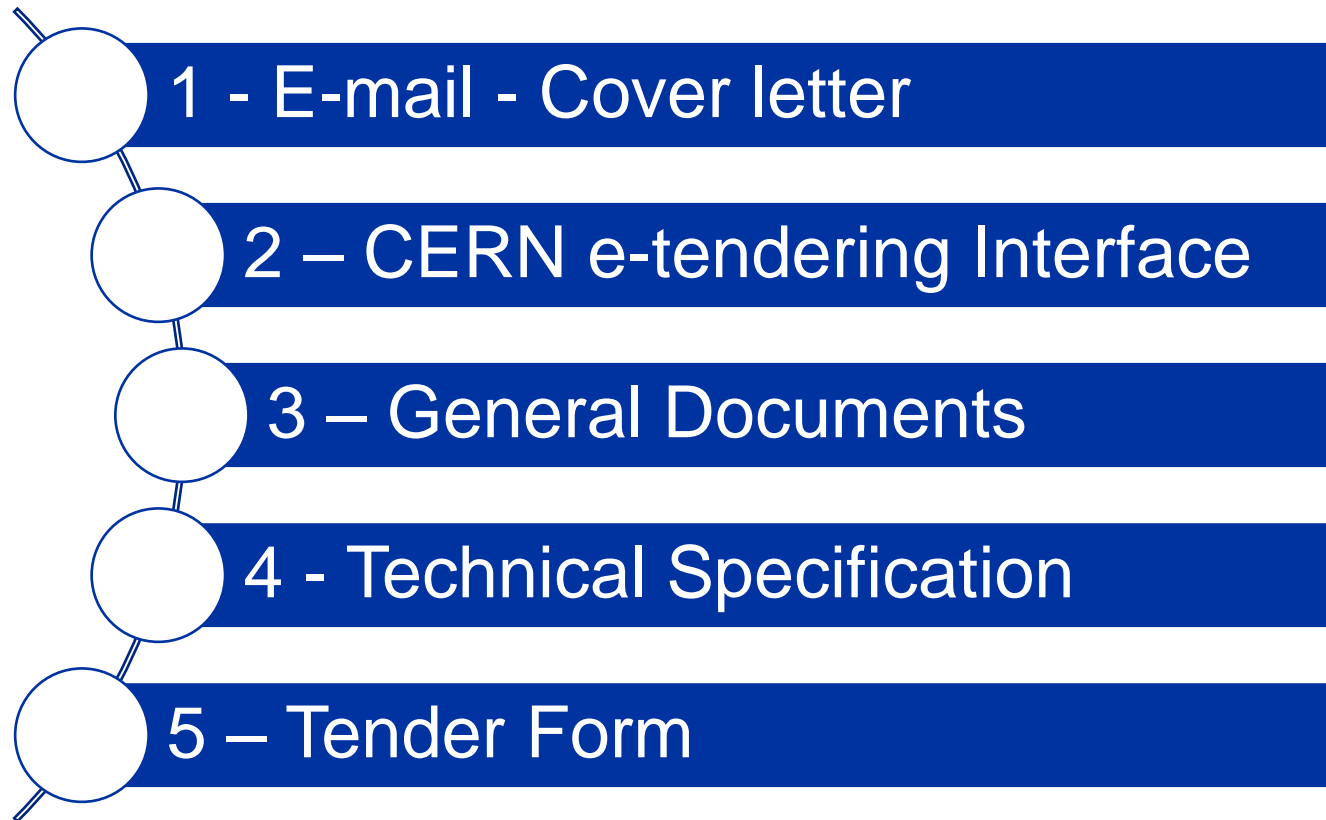 1 - E-mail - Cover letter
2 – CERN e-tendering Interface
3 – General Documents
4 - Technical Specification
5 – Tender Form